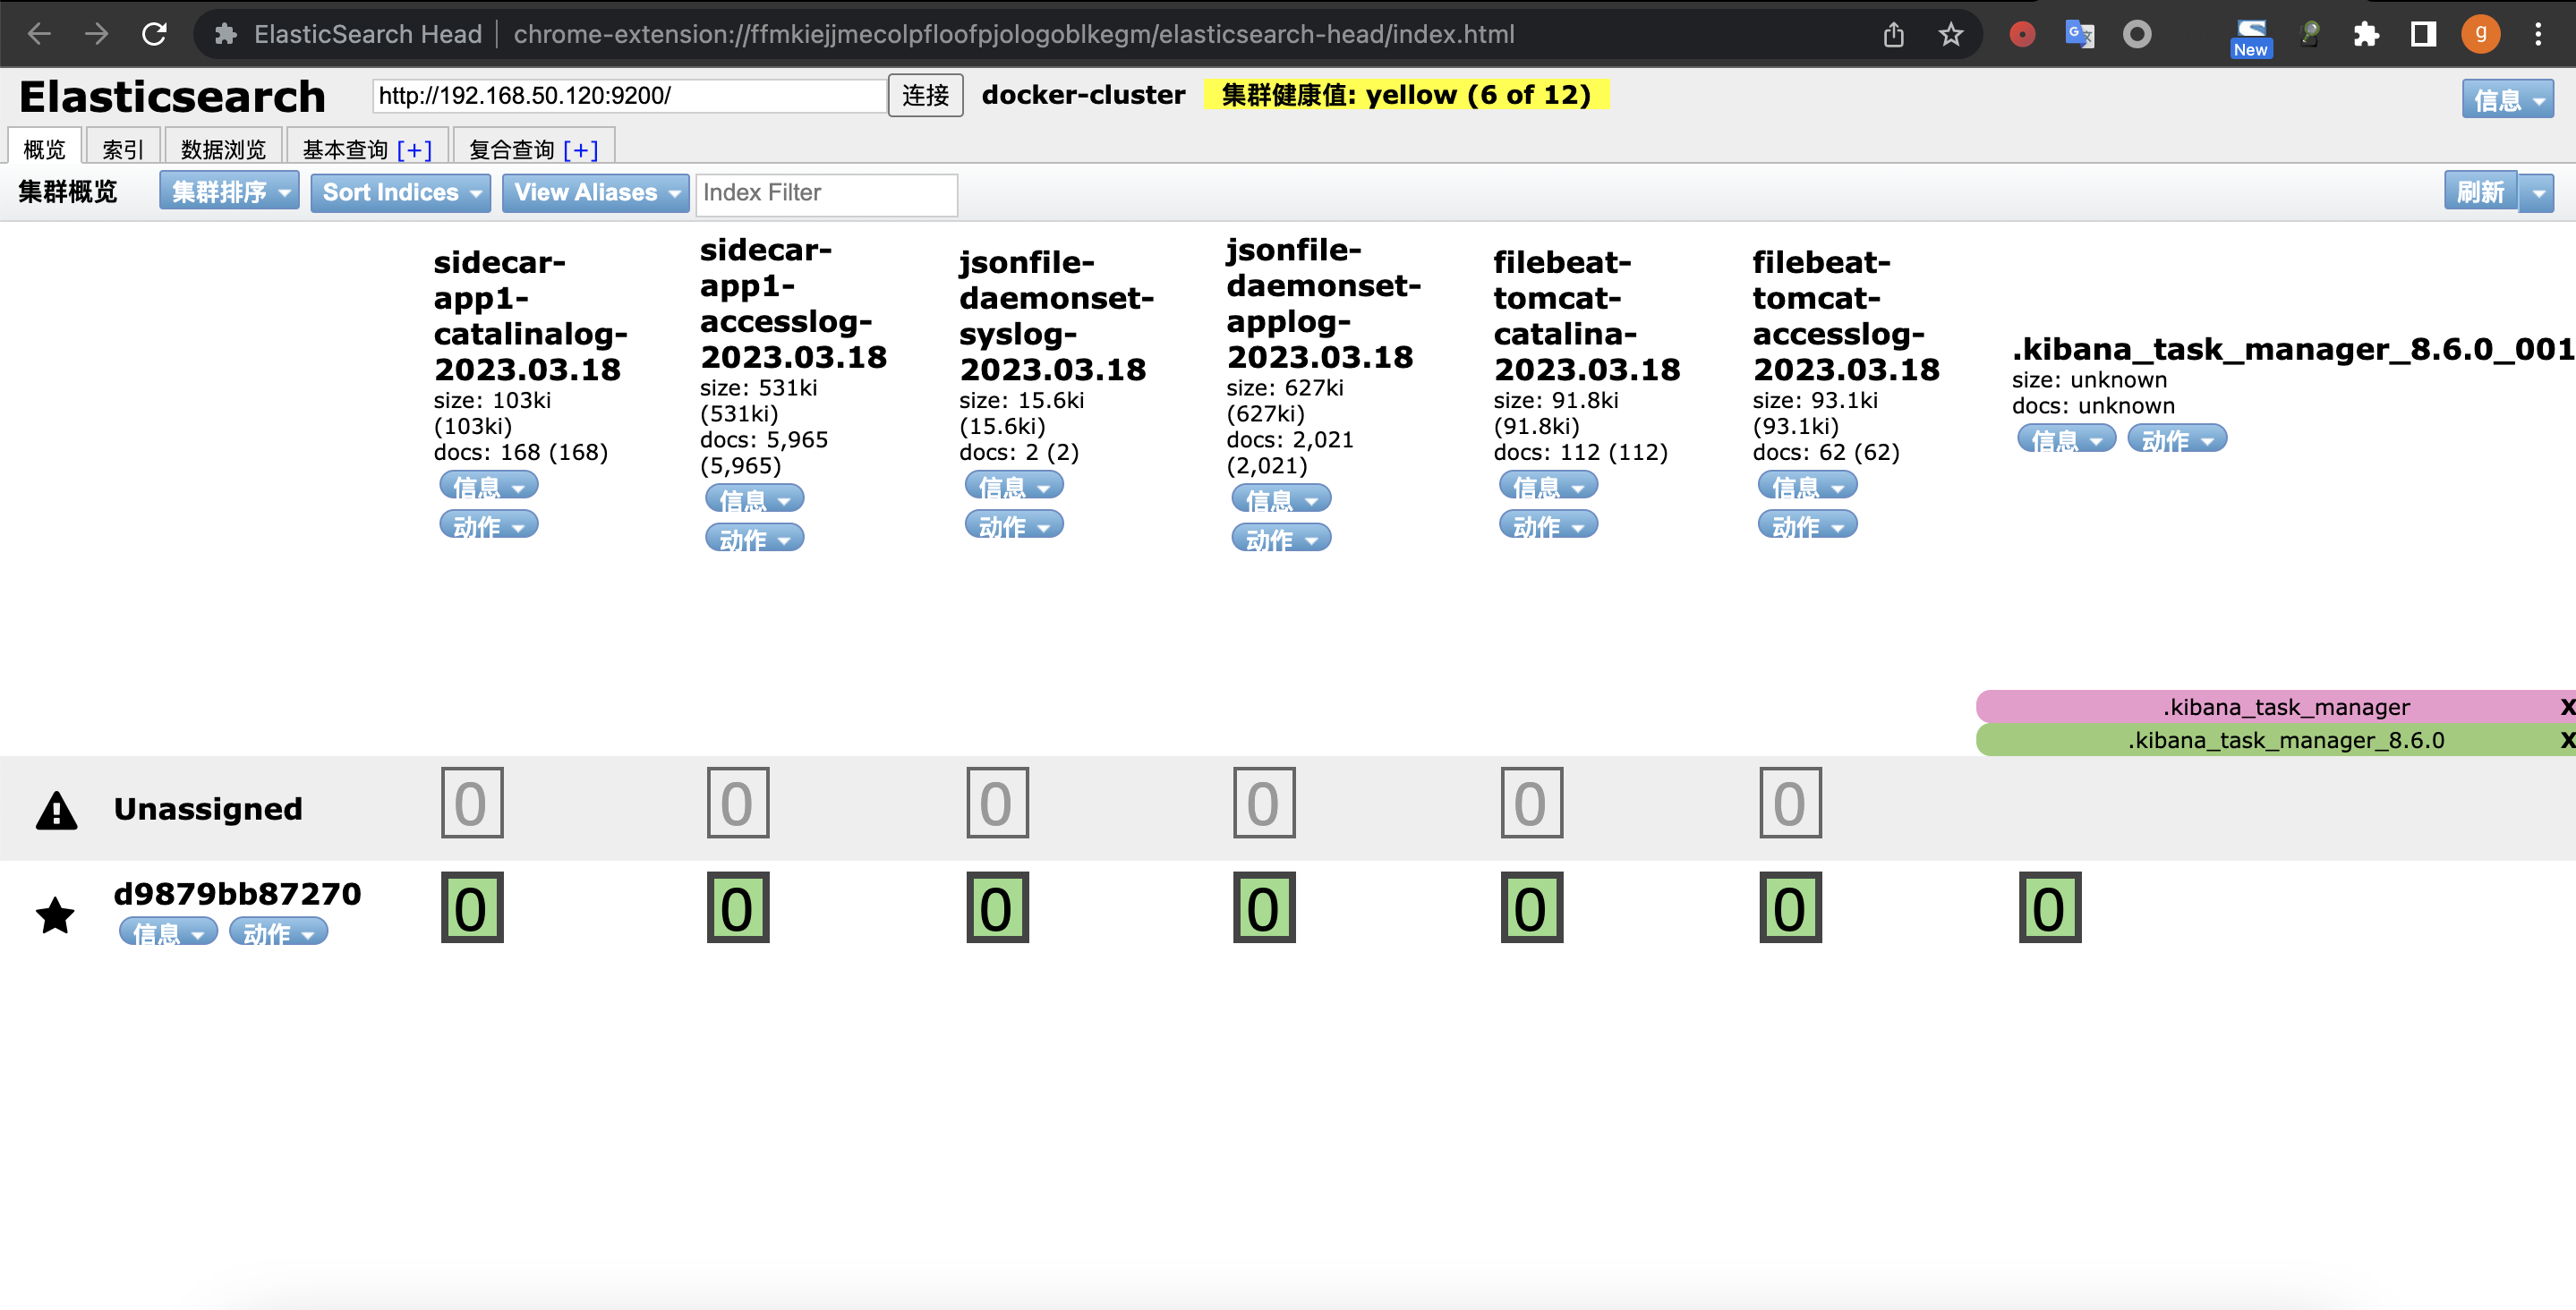 ElasticSearch Head | chrome-extension://ffmkiejjmecolpfloofpjologoblkegm/elasticsearch-head/index.html
New
g
Elasticsearch
http://192.168.50.120:9200/
连接
docker-cluster
集群健康值: yellow (6 of 12)
信息
概览
索引
数据浏览
基本查询 [+]
复合查询 [+]
集群概览
集群排序
Sort Indices
View Aliases
Index Filter
刷新
sidecar-
app1-
catalinalog-
2023.03.18
size: 103ki
(103ki)
docs: 168 (168)
信息
动作
sidecar-
app1-
accesslog-
2023.03.18
size: 531ki
(531ki)
docs: 5,965
(5,965)
信息
动作
jsonfile-
daemonset-
syslog-
2023.03.18
size: 15.6ki
(15.6ki)
docs: 2 (2)
信息
动作
jsonfile-
daemonset-
applog-
2023.03.18
size: 627ki
(627ki)
docs: 2,021
(2,021)
信息
动作
filebeat-
tomcat-
catalina-
2023.03.18
size: 91.8ki
(91.8ki)
docs: 112 (112)
信息
动作
filebeat-
tomcat-
accesslog-
2023.03.18
size: 93.1ki
(93.1ki)
docs: 62 (62)
信息
动作
.kibana_task_manager_8.6.0_001
size: unknown
docs: unknown
信息
动作
.kibana_task_manager X
.kibana_task_manager_8.6.0 X
Unassigned
0 0 0 0 0 0
d9879bb87270
信息
动作
0 0 0 0 0 0 0